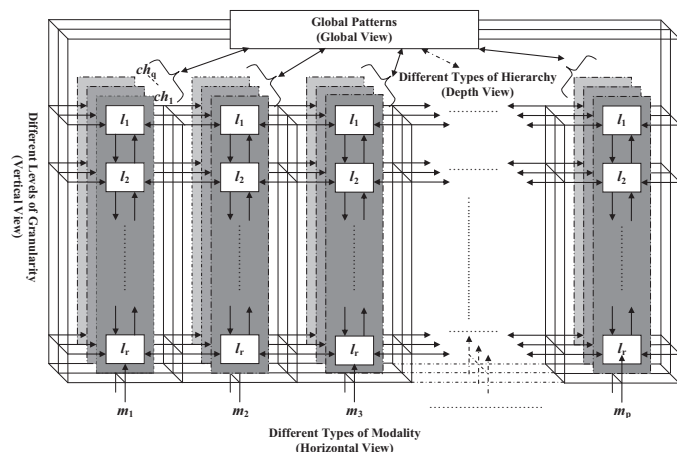 Global Patterns
(Global View)
ch_q
ch_1
Different Types of Hierarchy
(Depth View)
l_1 l_1 l_1 l_1
l_2 l_2 l_2 l_2
l_r l_r l_r l_r
m_1 m_2 m_3 m_p
Different Levels of Granularity
(Vertical View)
Different Types of Modality
(Horizontal View)